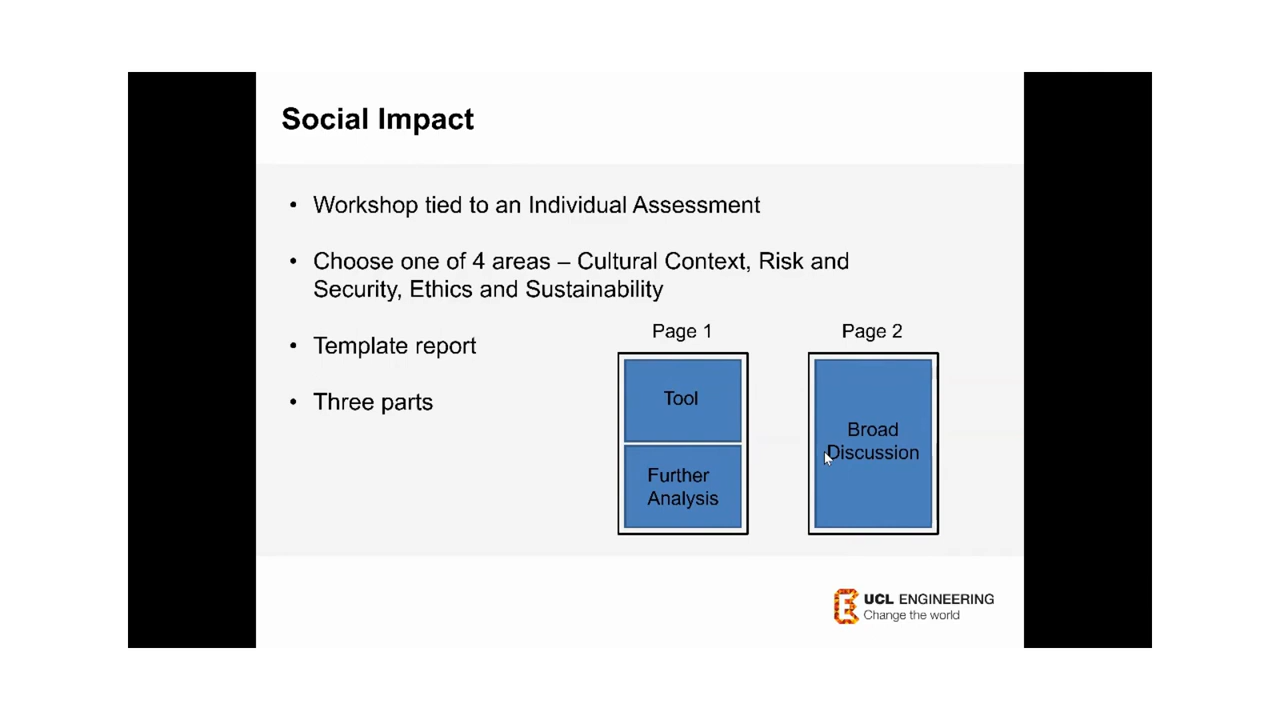 Social Impact
• Workshop tied to an Individual Assessment
• Choose one of 4 areas – Cultural Context, Risk and
Security, Ethics and Sustainability
• Template report
• Three parts
Page 1
Tool
Further
Analysis
Page 2
Broad
Discussion
UCL ENGINEERING
Change the world